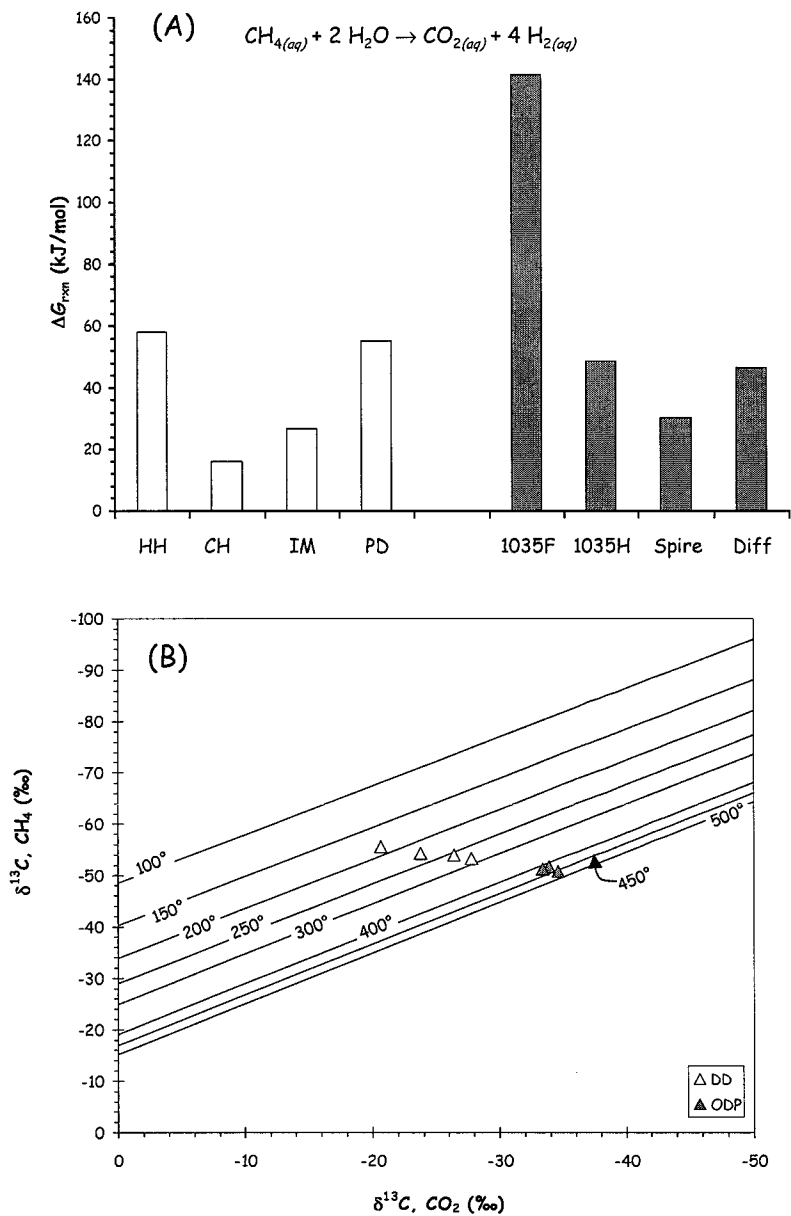 (A)
CH4(aq) + 2 H2O → CO2(aq) + 4 H2(aq)
160
140
120
100
80
60
40
20
0
ΔGrxn (kJ/mol)
HH CH IM PD 1035F 1035H Spire Diff
(B)
-100
-90
-80
-70
-60
-50
-40
-30
-20
-10
0
δ13C, CH4 (‰)
100°
150°
200°
250°
300°
400°
500°
450°
DD
ODP
0 -10 -20 -30 -40 -50
δ13C, CO2 (‰)